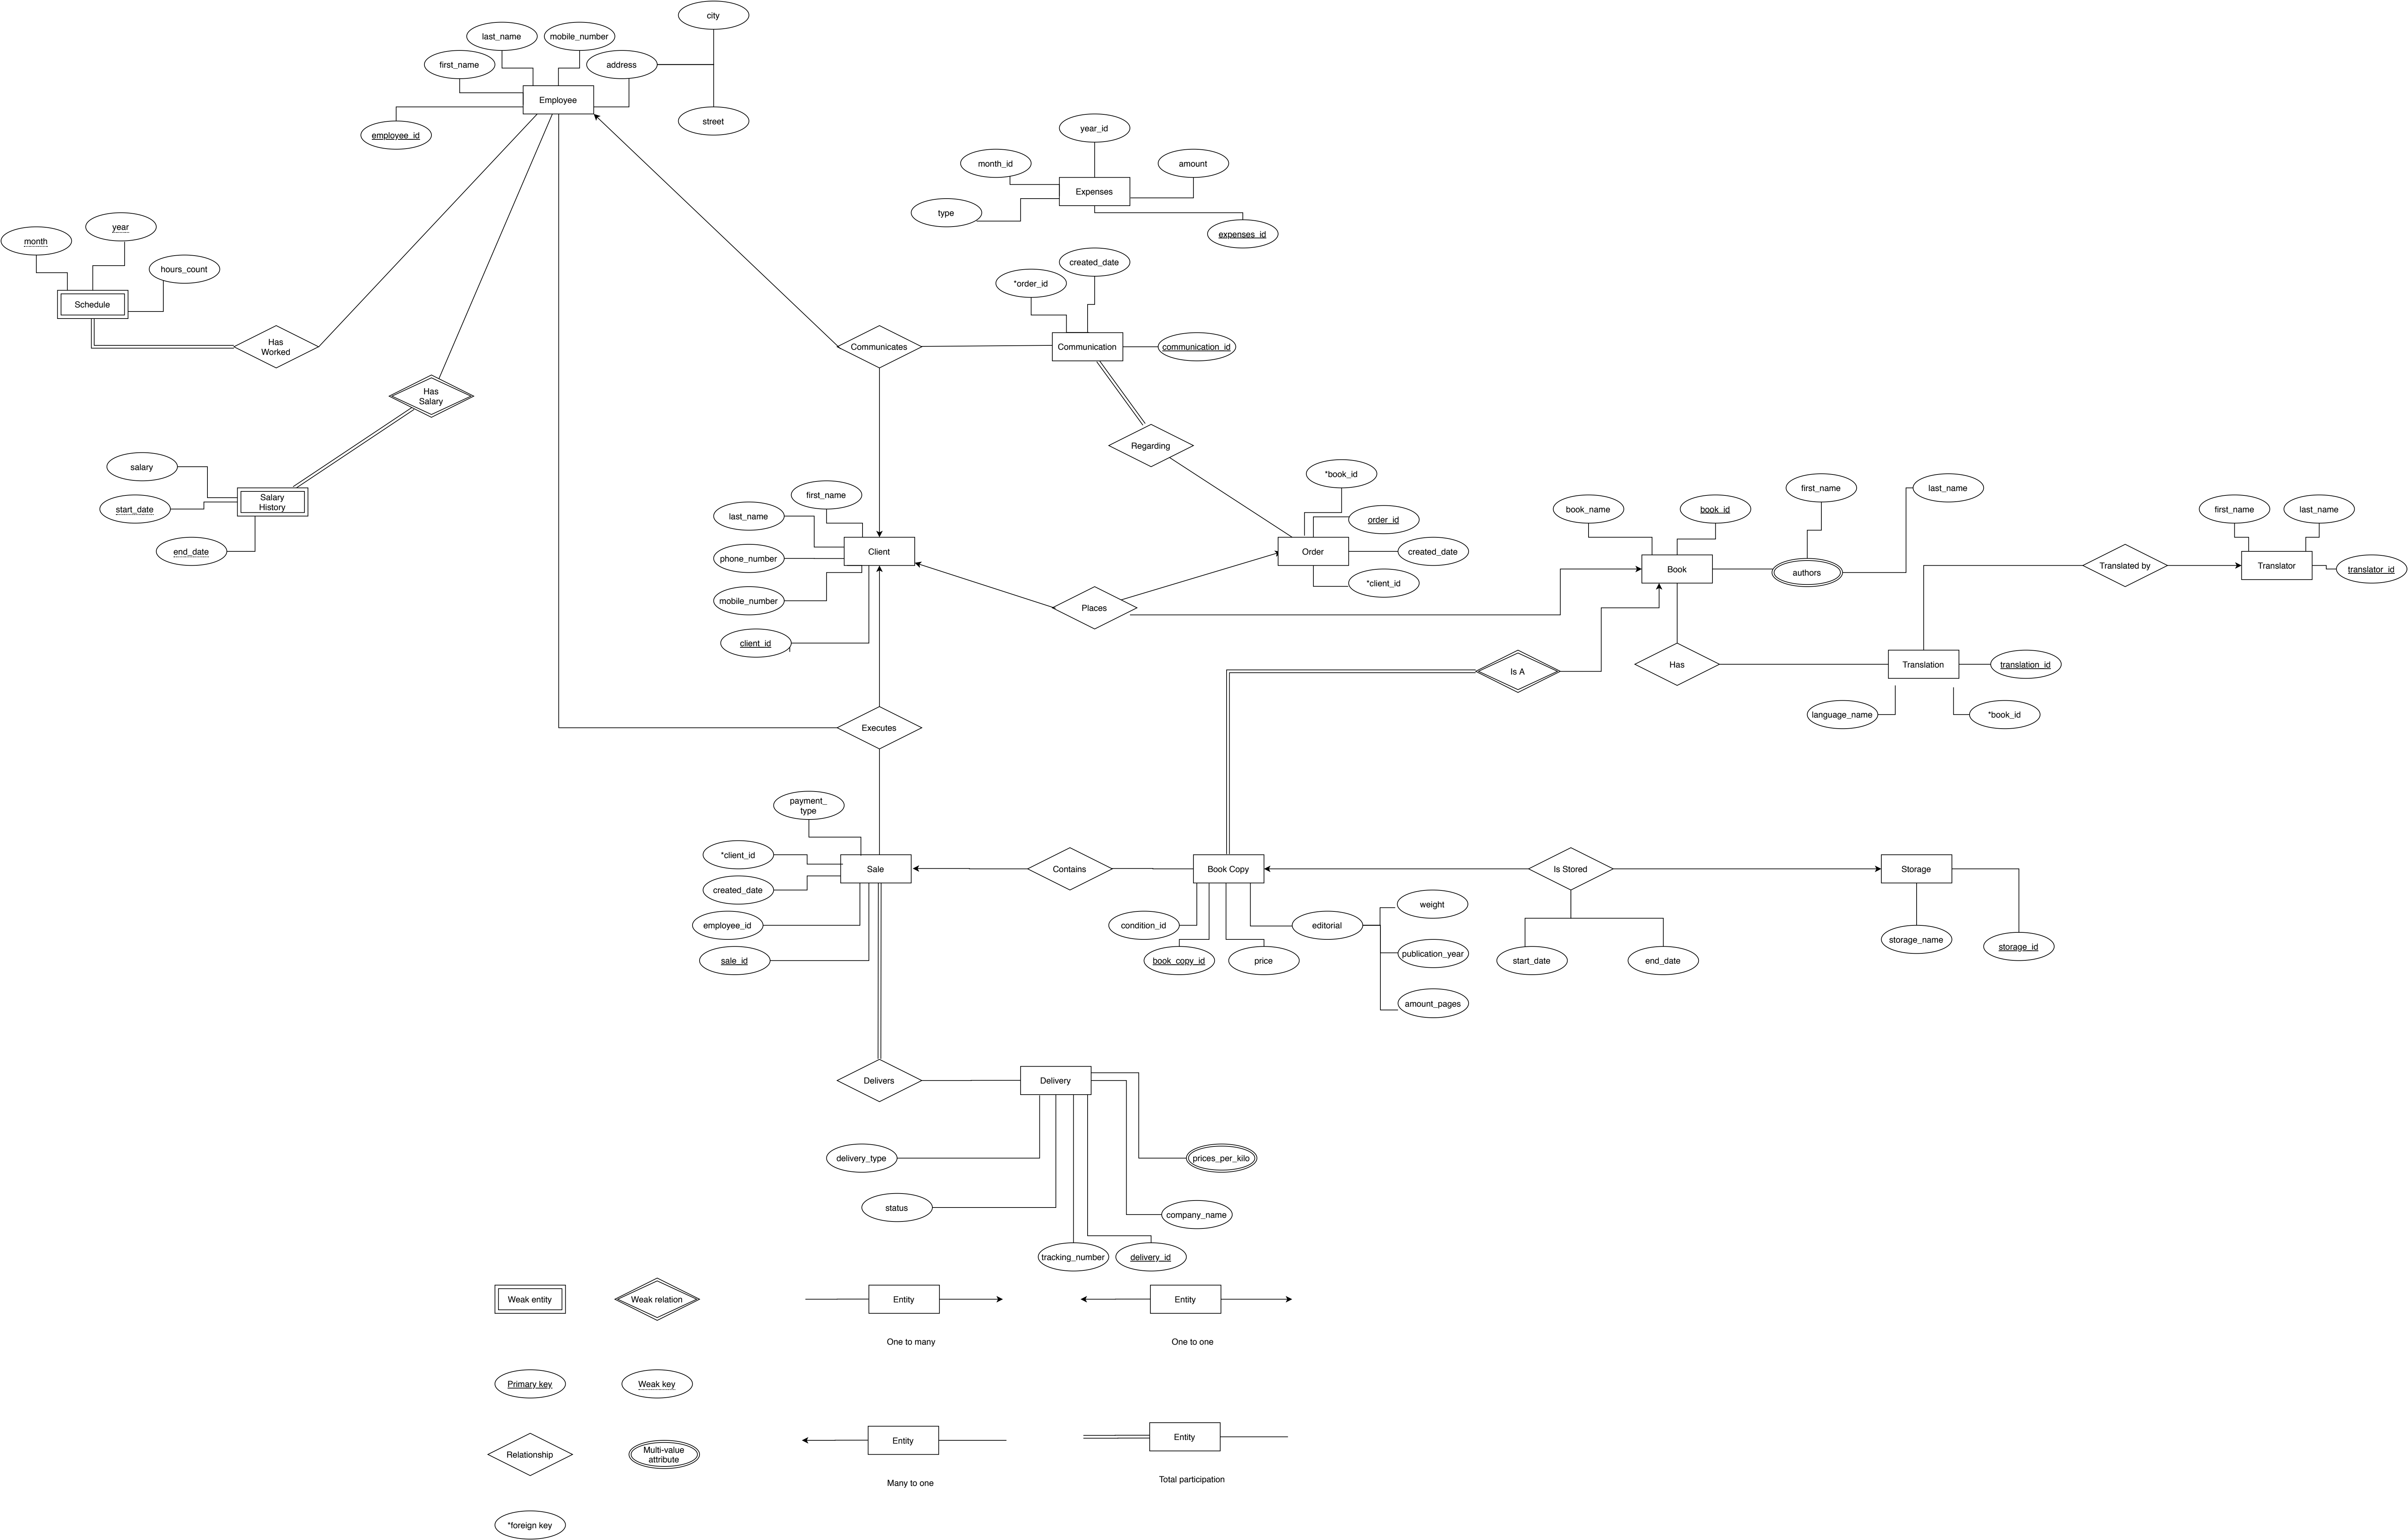 city
last_name
mobile_number
first_name
address
Employee
street
employee_id
year_id
month_id
amount
Expenses
type
expenses_id
month
year
hours_count
Schedule
Has
Worked
created_date
*order_id
Communicates
Communication
communication_id
Has
Salary
Regarding
salary
start_date
end_date
Salary
History
first_name
last_name
phone_number
mobile_number
client_id
Client
*book_id
order_id
created_date
*client_id
Order
Places
book_name
book_id
first_name
last_name
Book
authors
first_name
last_name
Translated by
Translator
translator_id
Is A
Has
Translation
translation_id
language_name
*book_id
Executes
payment_
type
*client_id
created_date
employee_id
sale_id
Sale
Contains
Book Copy
Is Stored
Storage
condition_id
book_copy_id
price
editorial
weight
publication_year
amount_pages
start_date
end_date
storage_name
storage_id
Delivers
Delivery
delivery_type
status
tracking_number
delivery_id
company_name
prices_per_kilo
Weak entity
Weak relation
Entity
Entity
One to many
One to one
Primary key
Weak key
Entity
Entity
Relationship
Multi-value
attribute
Many to one
Total participation
*foreign key